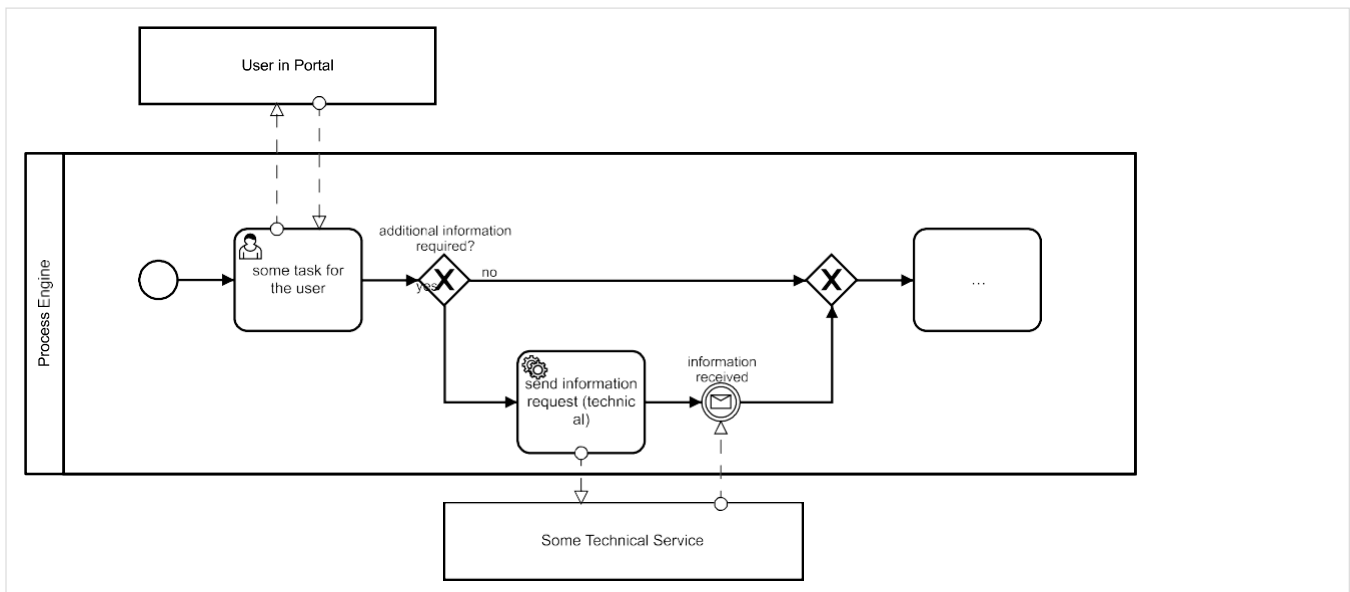 User in Portal
Process Engine
some task for
the user
additional information
required?
yes
no
...
send information
request (technic
al)
information
received
Some Technical Service